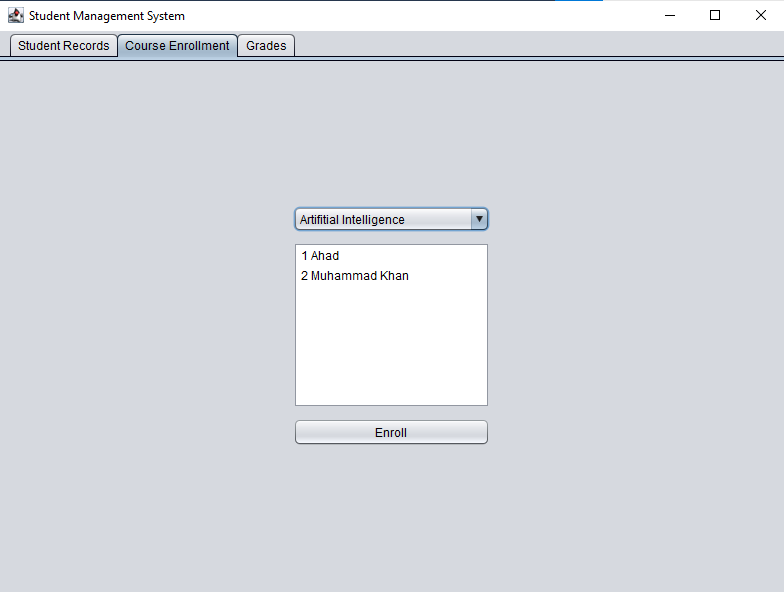 Student Management System
Student Records Course Enrollment Grades
Artifitial Intelligence
1 Ahad
2 Muhammad Khan
Enroll